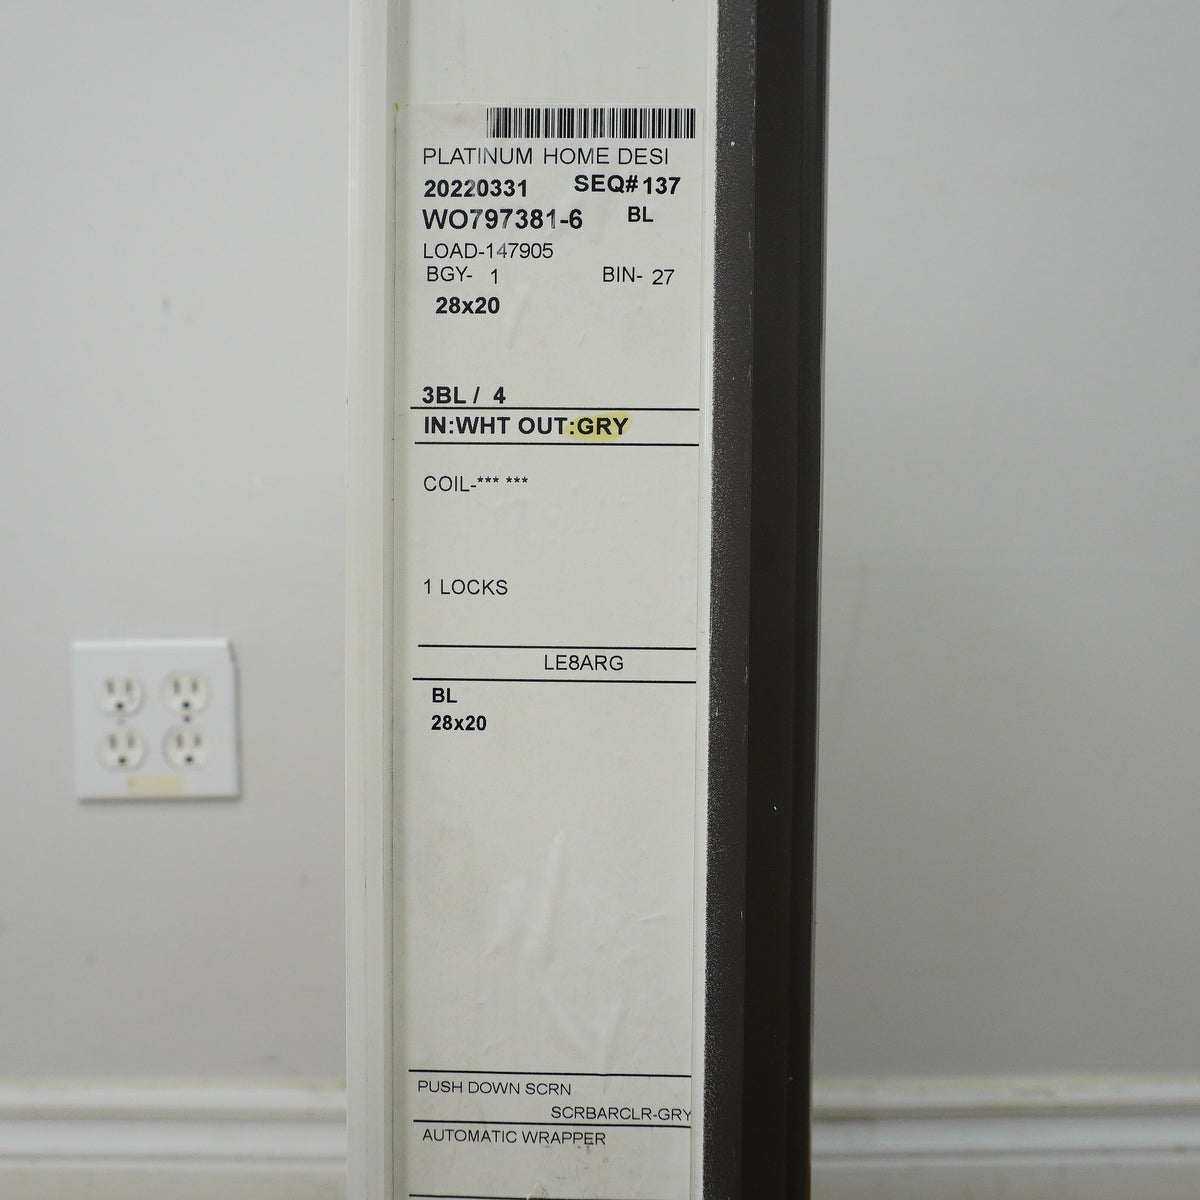 PLATINUM HOME DESI
20220331 SEQ# 137
WO797381-6 BL
LOAD-147905
BGY- 1 BIN- 27
28x20
3BL / 4
IN:WHT OUT:GRY
COIL-*** ***
1 LOCKS
LE8ARG
BL
28x20
PUSH DOWN SCRN
SCRBARCLR-GRY
AUTOMATIC WRAPPER